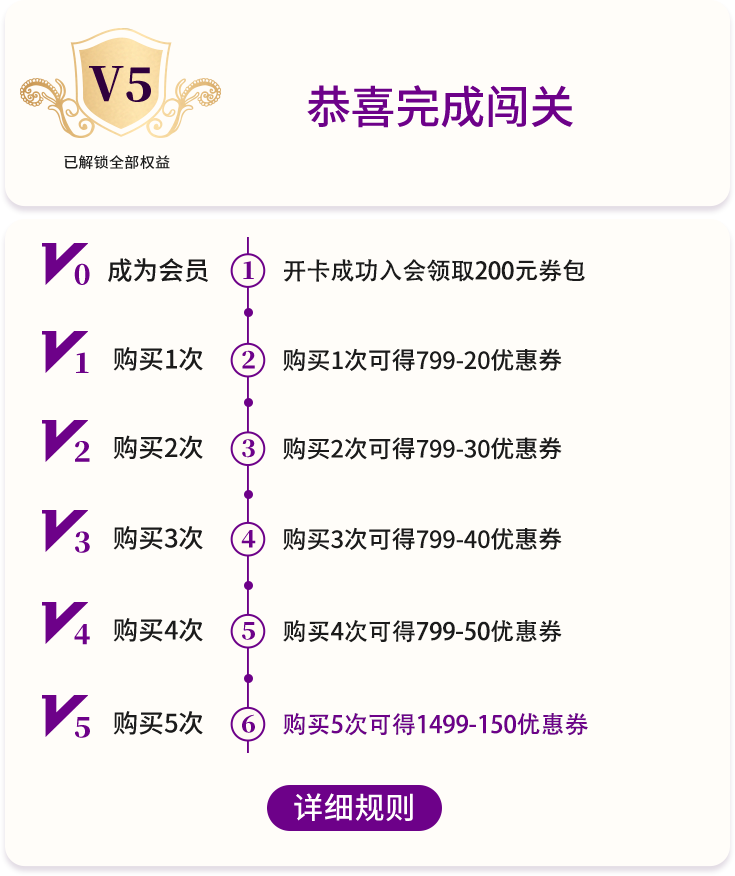 V5
恭喜完成闯关
已解锁全部权益
V0 成为会员 1 开卡成功入会领取200元券包
V1 购买1次 2 购买1次可得799-20优惠券
V2 购买2次 3 购买2次可得799-30优惠券
V3 购买3次 4 购买3次可得799-40优惠券
V4 购买4次 5 购买4次可得799-50优惠券
V5 购买5次 6 购买5次可得1499-150优惠券
详细规则